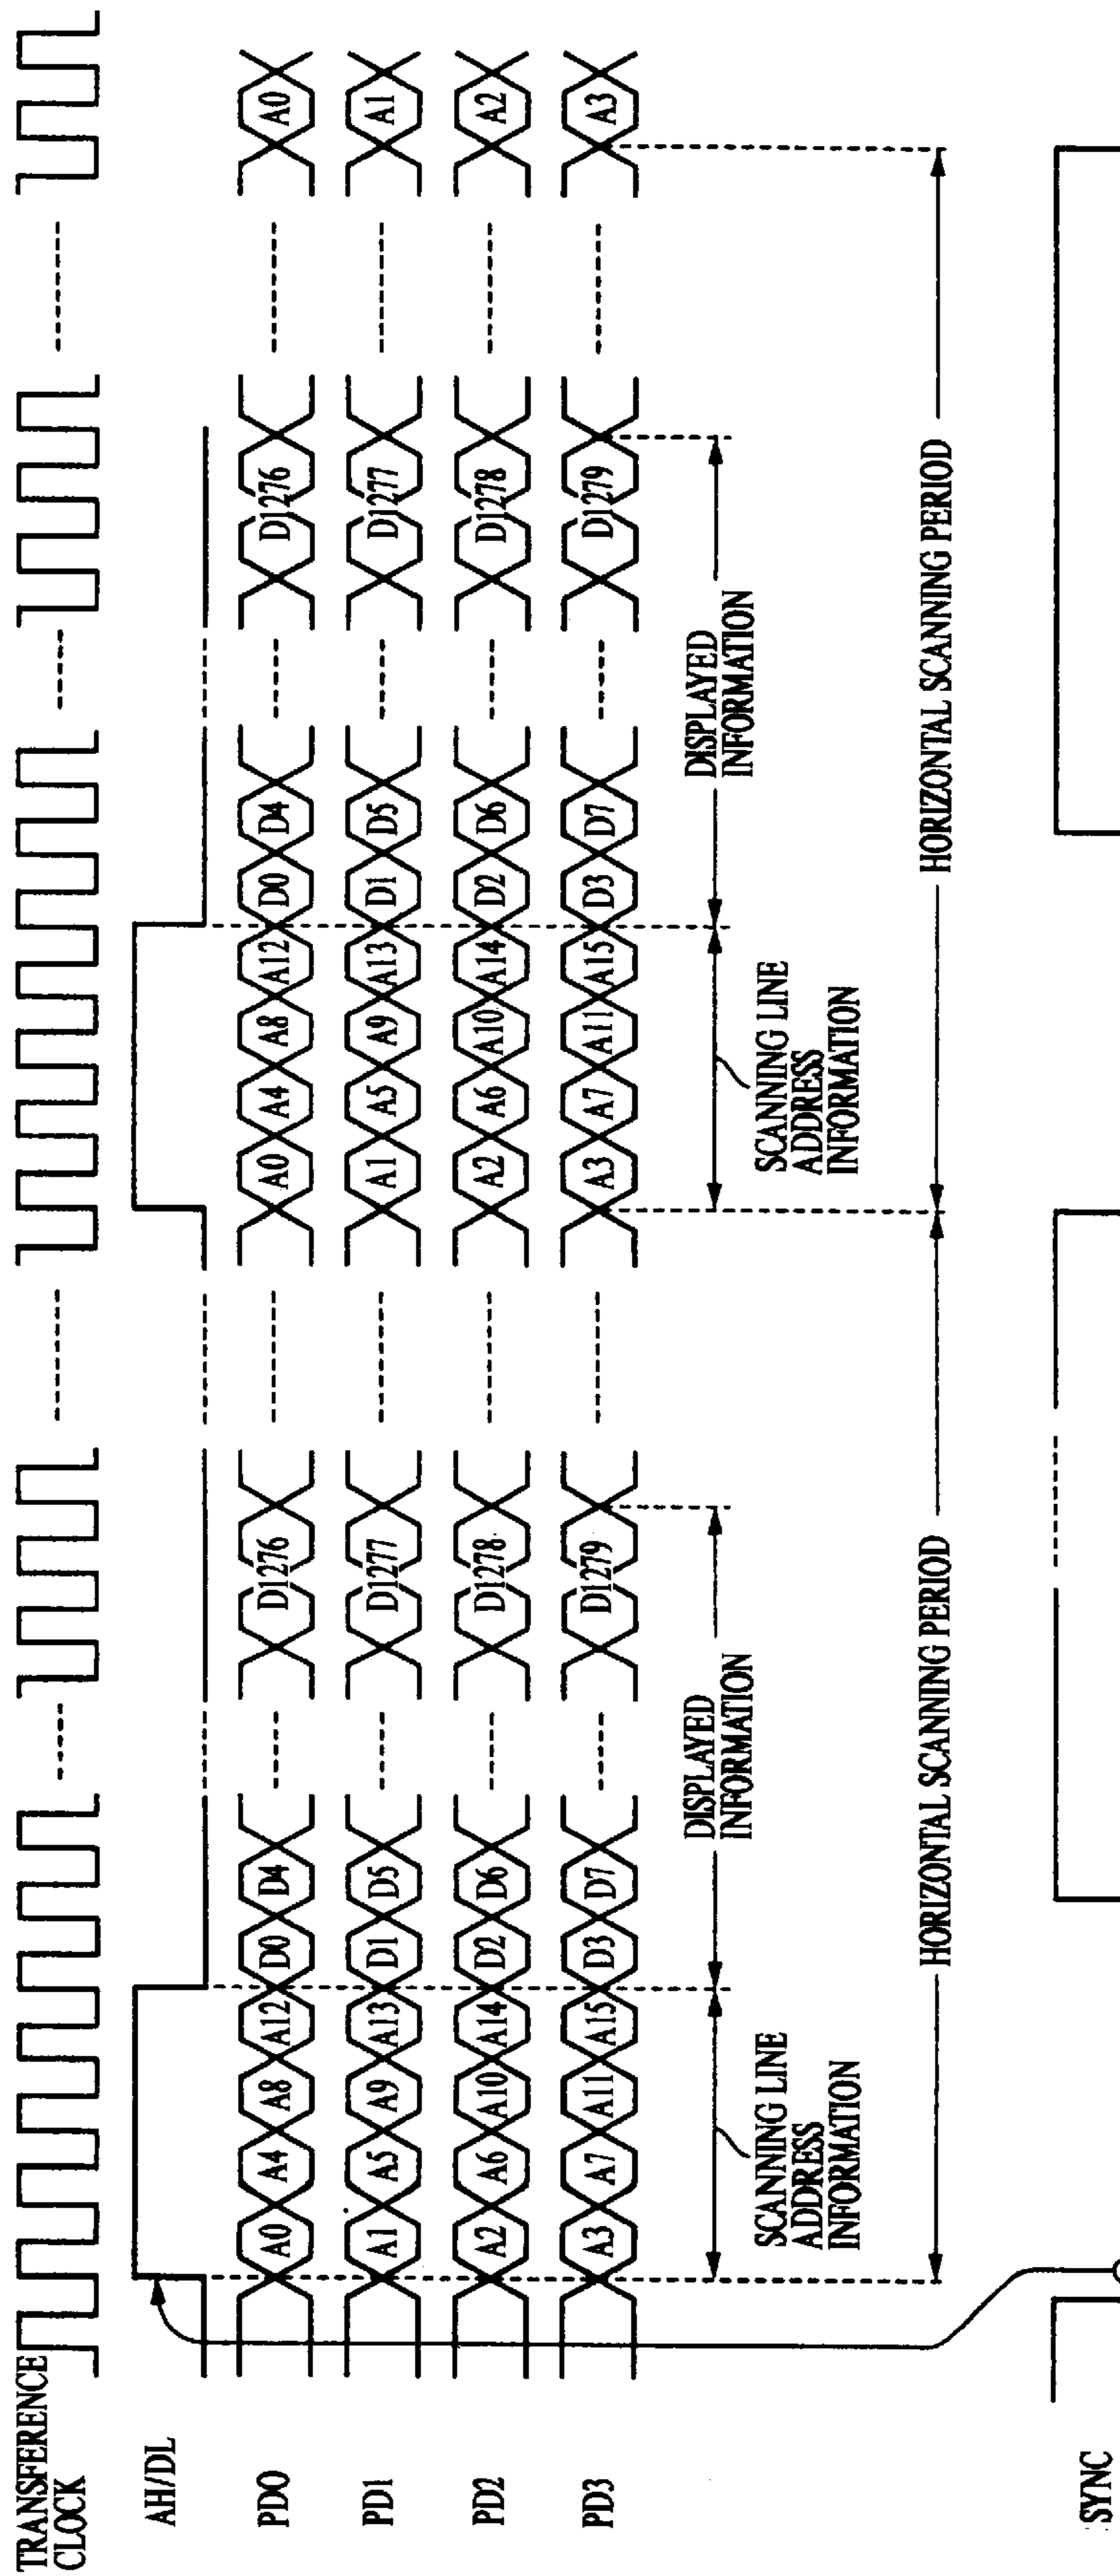 TRANSFERENCE
CLOCK
AH/DL
PD0 A0 A4 A8 A12 D0 D4 D1276 A0 A4 A8 A12 D0 D4 D1276 A0
PD1 A1 A5 A9 A13 D1 D5 D1277 A1 A5 A9 A13 D1 D5 D1277 A1
PD2 A2 A6 A10 A14 D2 D6 D1278 A2 A6 A10 A14 D2 D6 D1278 A2
PD3 A3 A7 A11 A15 D3 D7 D1279 A3 A7 A11 A15 D3 D7 D1279 A3
SCANNING LINE
ADDRESS
INFORMATION
DISPLAYED
INFORMATION
SCANNING LINE
ADDRESS
INFORMATION
DISPLAYED
INFORMATION
HORIZONTAL SCANNING PERIOD
HORIZONTAL SCANNING PERIOD
SYNC